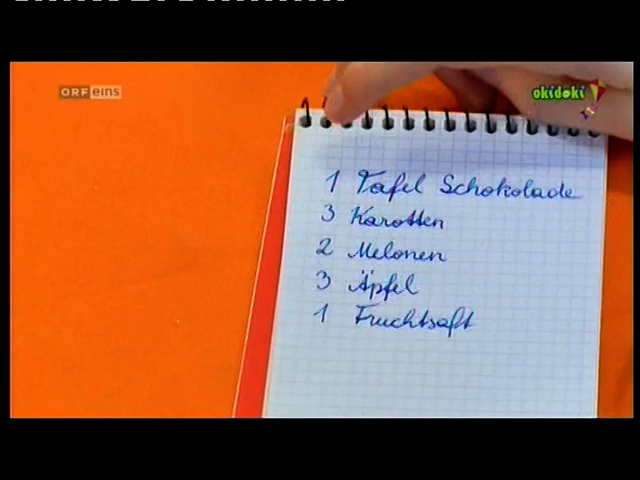 ORF eins
okidoki
1 Tafel Schokolade
3 Karotten
2 Melonen
3 Äpfel
1 Fruchtsaft